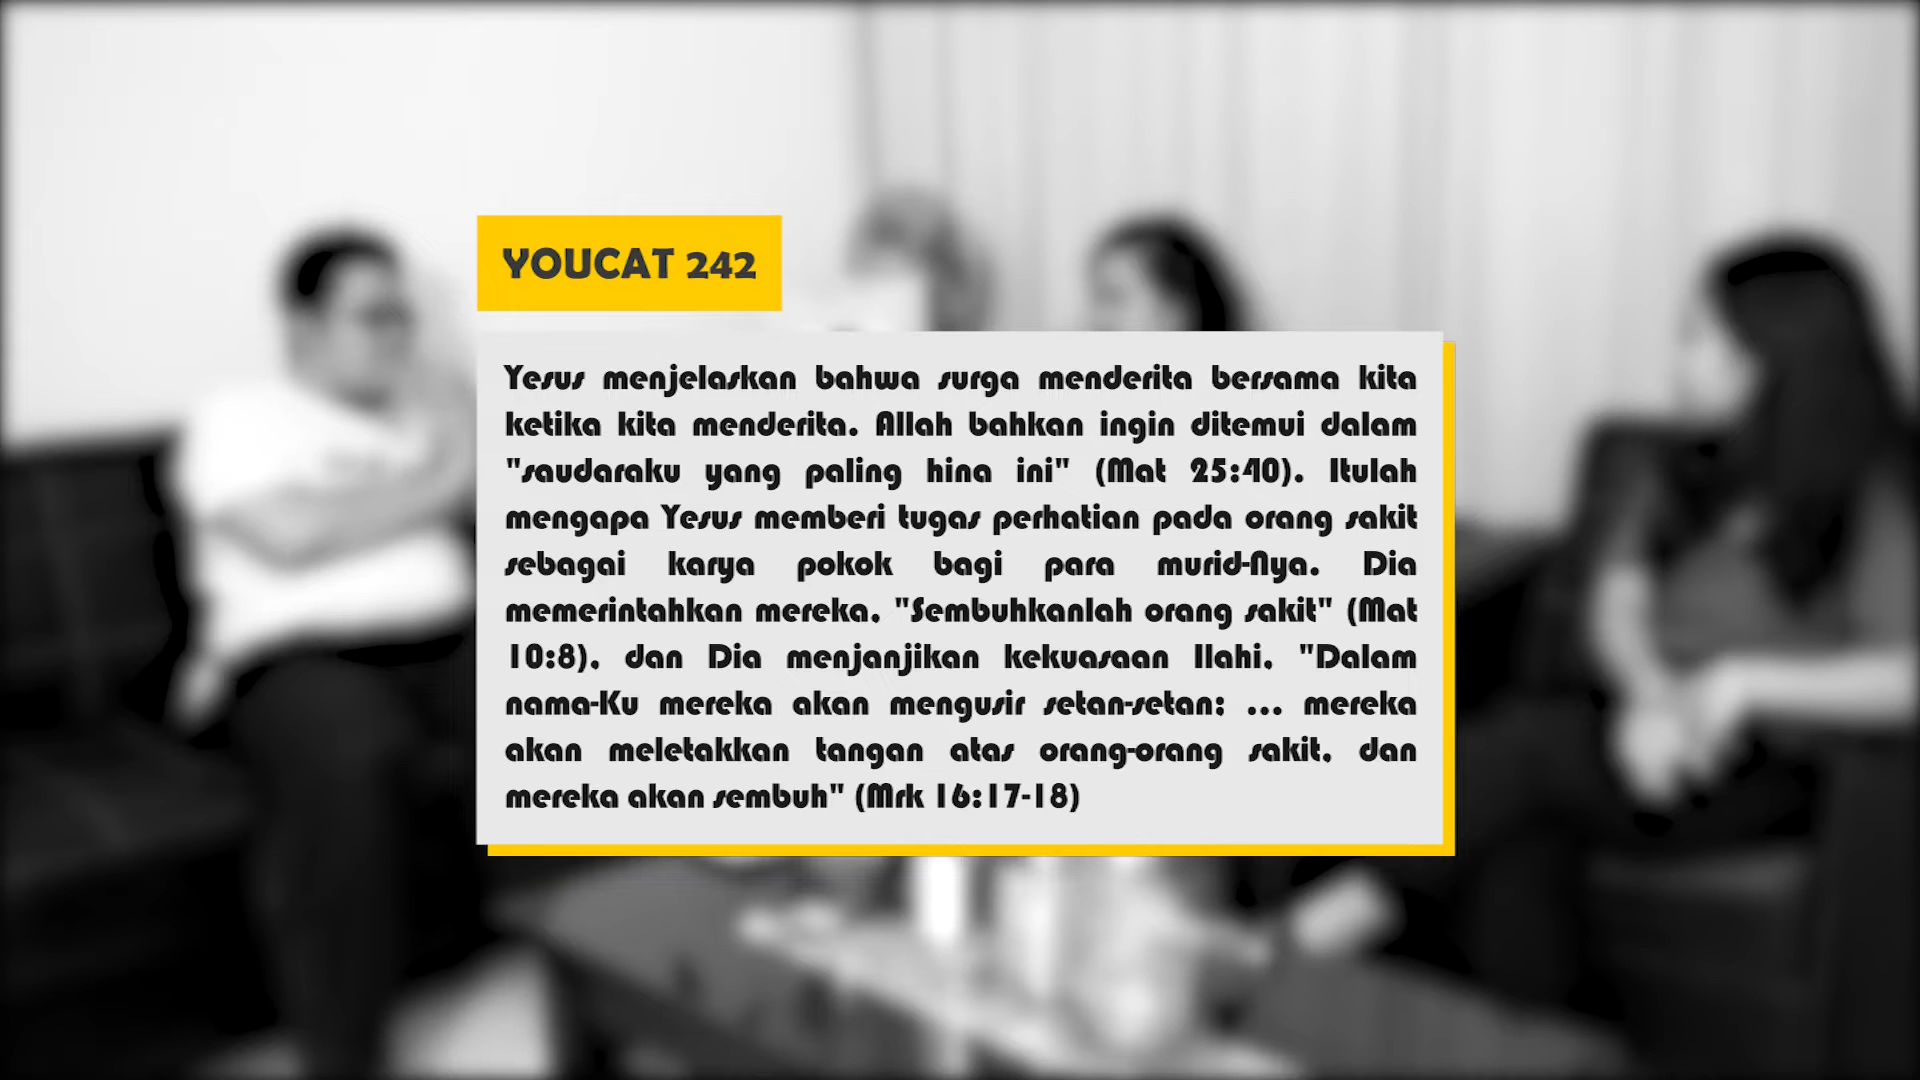 YOUCAT 242
Yesus menjelaskan bahwa surga menderita bersama kita
ketika kita menderita. Allah bahkan ingin ditemui dalam
"saudaraku yang paling hina ini" (Mat 25:40). Itulah
mengapa Yesus memberi tugas perhatian pada orang sakit
sebagai karya pokok bagi para murid-Nya. Dia
memerintahkan mereka, "Sembuhkanlah orang sakit" (Mat
10:8), dan Dia menjanjikan kekuasaan Ilahi, "Dalam
nama-Ku mereka akan mengusir setan-setan; ... mereka
akan meletakkan tangan atas orang-orang sakit, dan
mereka akan sembuh" (Mrk 16:17-18)